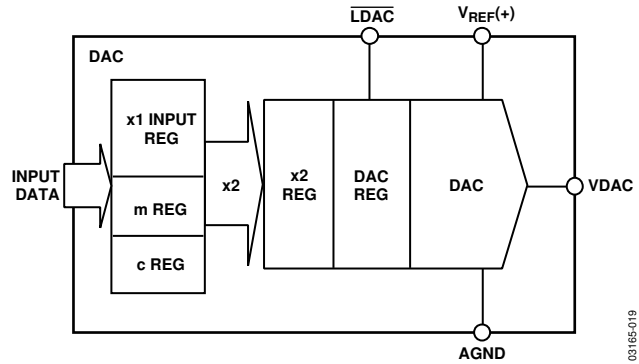 LDAC
VREF(+)
DAC
x1 INPUT
REG
INPUT
DATA
m REG
c REG
x2
x2
REG
DAC
REG
DAC
VDAC
AGND
03165-019